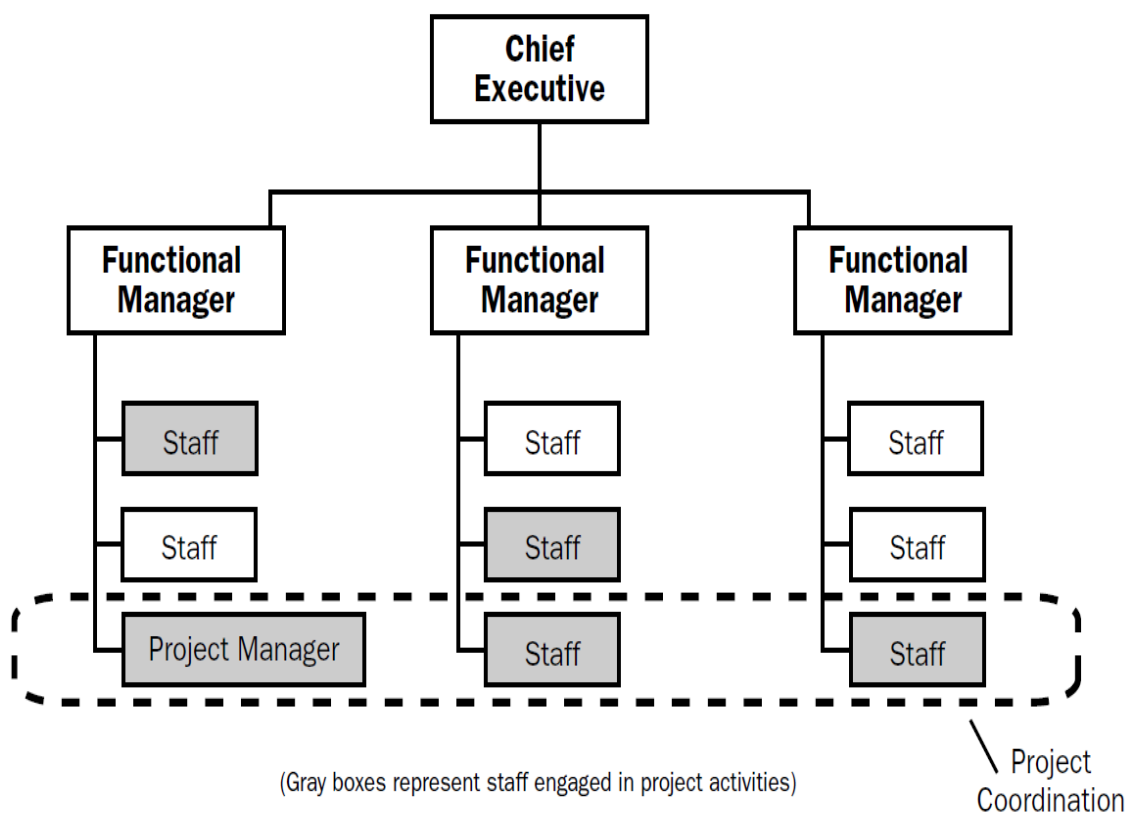 Chief
Executive
Functional
Manager
Functional
Manager
Functional
Manager
Staff
Staff
Staff
Staff
Staff
Staff
Project Manager
Staff
Staff
(Gray boxes represent staff engaged in project activities)
Project
Coordination